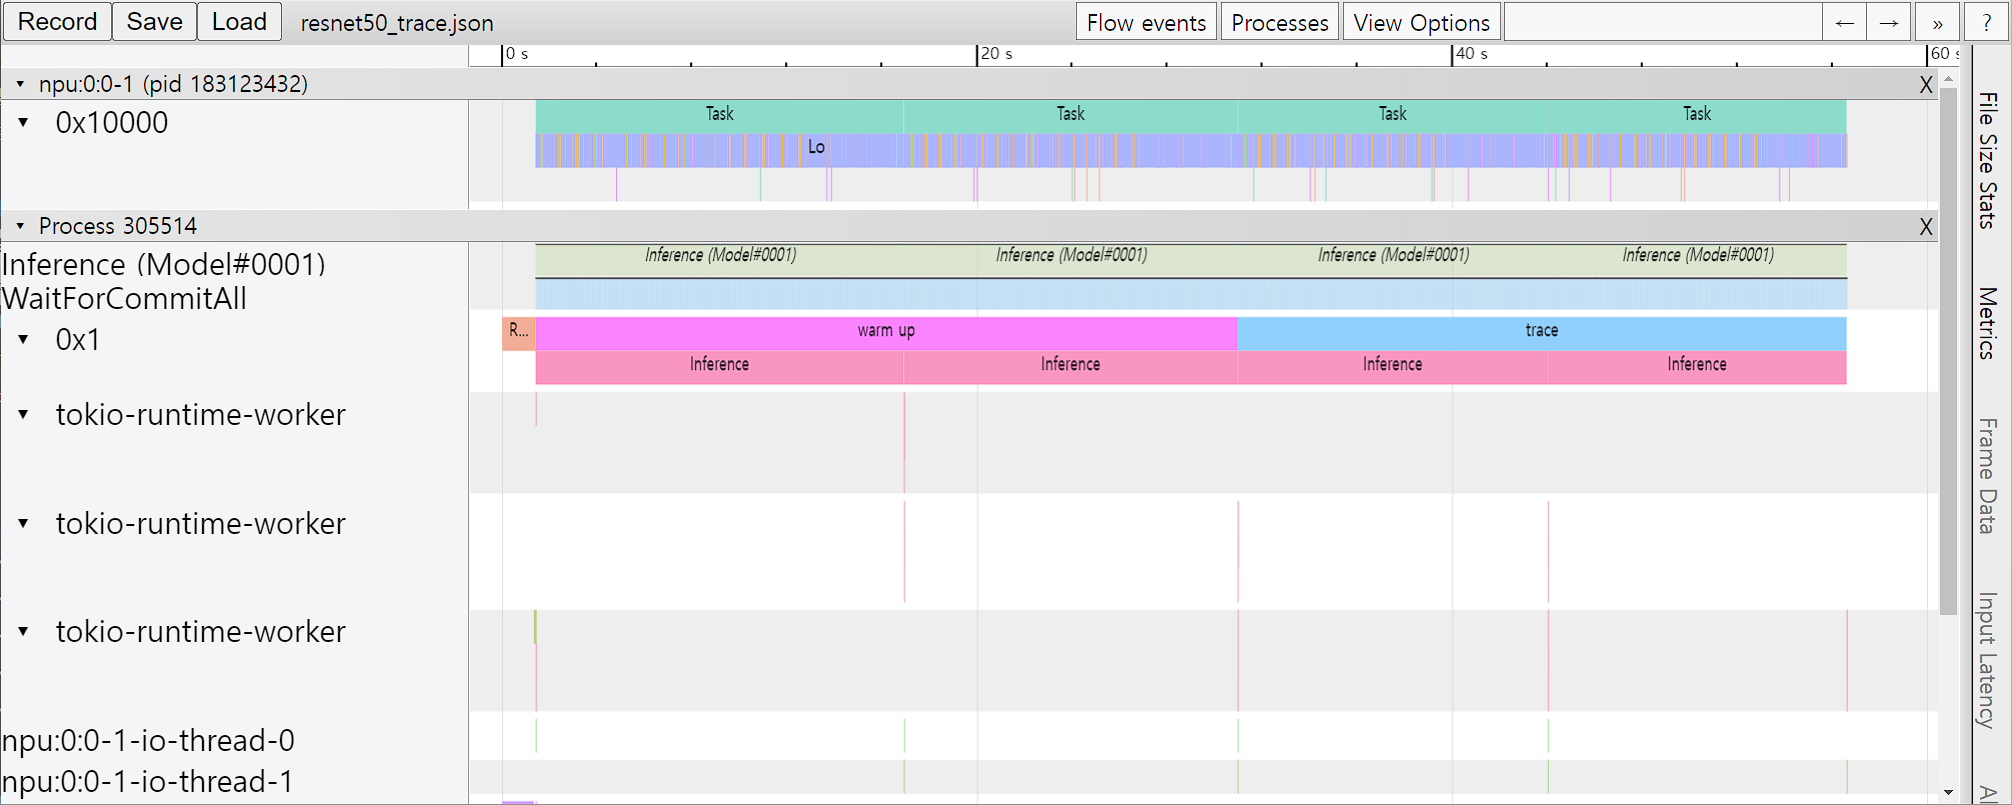 Record Save Load resnet50_trace.json Flow events Processes View Options ← → » ?
0 s 20 s 40 s 60 s
npu:0:0-1 (pid 183123432) X
0x10000
Task Task Task Task
Lo
Process 305514 X
Inference (Model#0001)
Inference (Model#0001) Inference (Model#0001) Inference (Model#0001) Inference (Model#0001)
WaitForCommitAll
0x1
R... warm up trace
Inference Inference Inference Inference
tokio-runtime-worker
tokio-runtime-worker
tokio-runtime-worker
npu:0:0-1-io-thread-0
npu:0:0-1-io-thread-1
File Size Stats
Metrics
Frame Data
Input Latency